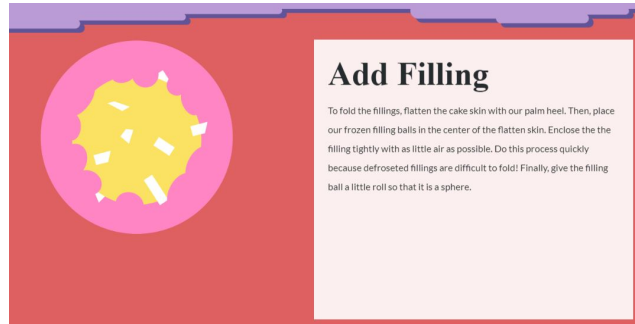 Add Filling
To fold the fillings, flatten the cake skin with our palm heel. Then, place
our frozen filling balls in the center of the flatten skin. Enclose the the
filling tightly with as little air as possible. Do this process quickly
because defroseted fillings are difficult to fold! Finally, give the filling
ball a little roll so that it is a sphere.